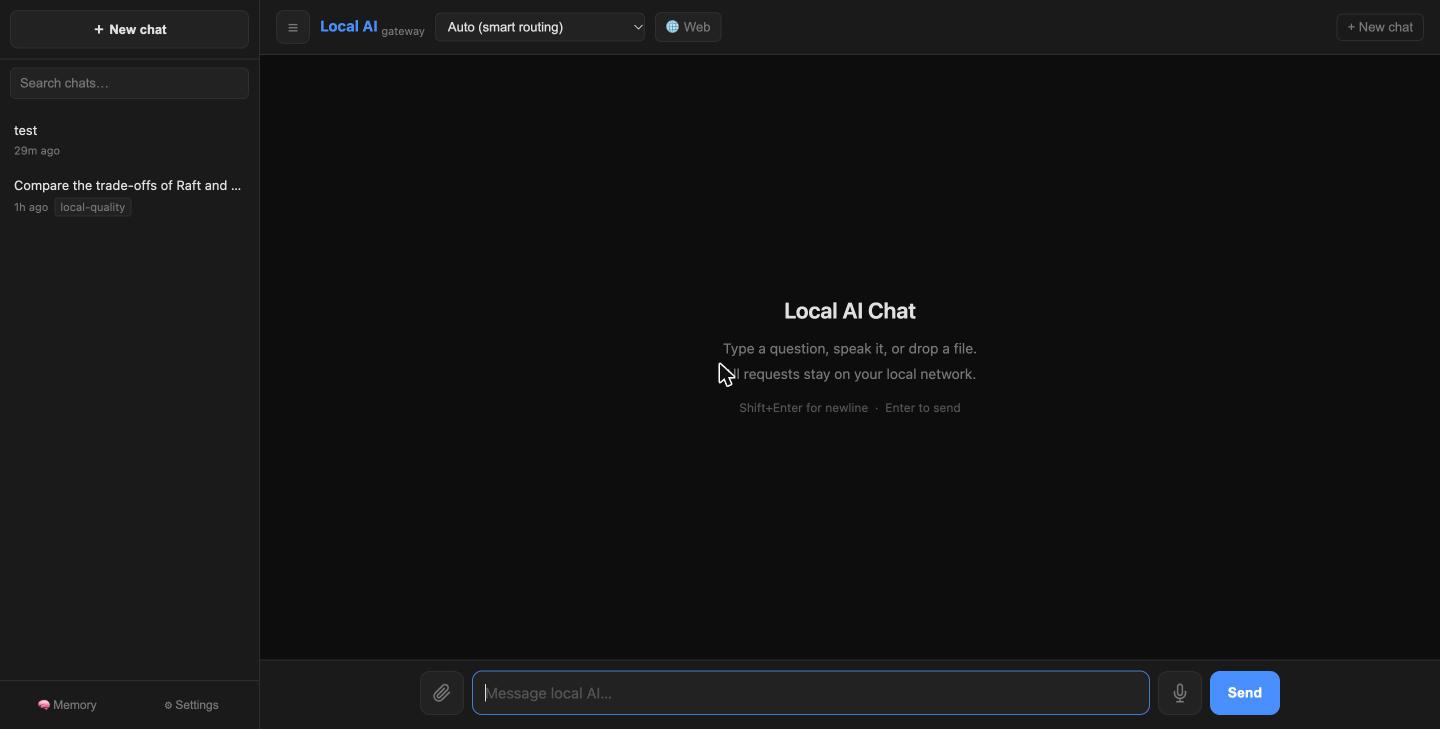 + New chat
Search chats...
test
29m ago
Compare the trade-offs of Raft and ...
1h ago local-quality
Memory
Settings
Local AI gateway
Auto (smart routing)
Web
+ New chat
Local AI Chat
Type a question, speak it, or drop a file.
requests stay on your local network.
Shift+Enter for newline · Enter to send
Message local AI...
Send